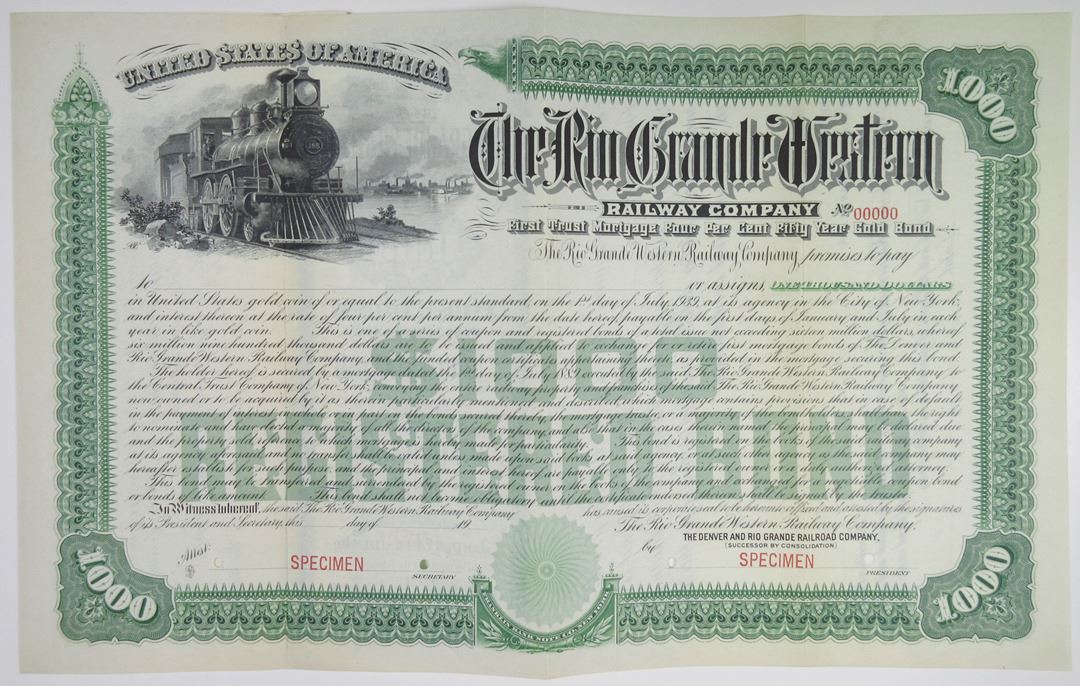 UNITED STATES OF AMERICA
1000
The Rio Grande Western
RAILWAY COMPANY No 00000
First Trust Mortgage Four Per Cent Fifty Year Gold Bond
The Rio Grande Western Railway Company, promises to pay
to or assigns, ONE THOUSAND DOLLARS
in United States gold coin of or equal to the present standard, on the 1st day of July, 1939, at its agency in the City of New York,
and interest thereon at the rate of four per cent per annum from the date hereof payable on the first days of January and July in each
year in like gold coin. This is one of a series of coupon and registered bonds of a total issue not exceeding sixteen million dollars, whereof
six million nine hundred thousand dollars are to be issued and applied in exchange for or retiring first mortgage bonds of The Denver and
Rio Grande Western Railway Company, and the funded coupon certificates appertaining thereto, as provided in the mortgage securing this bond.
The holder hereof is secured by a mortgage dated the 1st day of July 1889 executed by the said The Rio Grande Western Railway Company, to
the Central Trust Company of New York, conveying the entire railway property and franchises of the said The Rio Grande Western Railway Company
now owned or to be acquired by it as therein particularly mentioned and described, which mortgage contains provisions that in case of default
in the payment of interest, in whole or in part, of the bonds secured thereby, the mortgage trustee, or a majority of the bondholders, shall have the right
to nominate and have elected a majority of all the directors of the company, and also that in the cases therein named the principal may be declared due
and the property sold, reference to which mortgage is hereby made for particularity. This bond is registered on the books of the said railway company
at its agency aforesaid and no transfer shall be valid unless made on the said books at said agency, or at such other agency as the said company may
hereafter establish for said purpose, and the principal and interest hereof are payable only to the registered owner or a duly authorized attorney.
This bond may be transferred and surrendered by the registered owner on the books of the company and exchanged for a similar coupon bond
or bonds of the same amount. This bond shall not become obligatory until the certificate endorsed hereon shall be signed by the trustee.
$1000
REGISTERED BOND
In Witness whereof, the said The Rio Grande Western Railway Company has caused its corporate seal to be hereunto affixed and attested by the signatures
of its President and Secretary, this day of 19
The Rio Grande Western Railway Company,
THE DENVER AND RIO GRANDE RAILROAD COMPANY,
(SUCCESSOR BY CONSOLIDATION)
Attest: by
SPECIMEN SPECIMEN
SECRETARY PRESIDENT
1000 1000
FRANKLIN BANK NOTE CO. NEW YORK